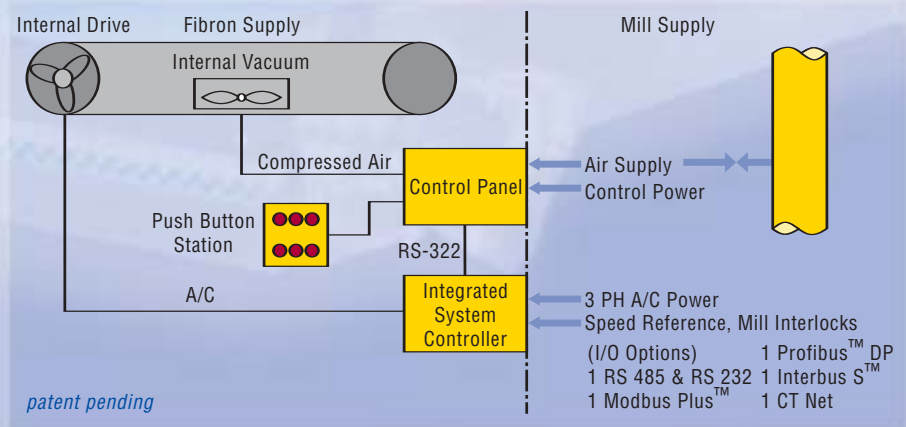 Internal Drive
Fibron Supply
Mill Supply
Internal Vacuum
Compressed Air
Control Panel
Air Supply
Control Power
Push Button
Station
RS-322
A/C
Integrated
System
Controller
3 PH A/C Power
Speed Reference, Mill Interlocks
(I/O Options)
1 RS 485 & RS 232
1 Modbus Plus™
1 Profibus™ DP
1 Interbus S™
1 CT Net
patent pending